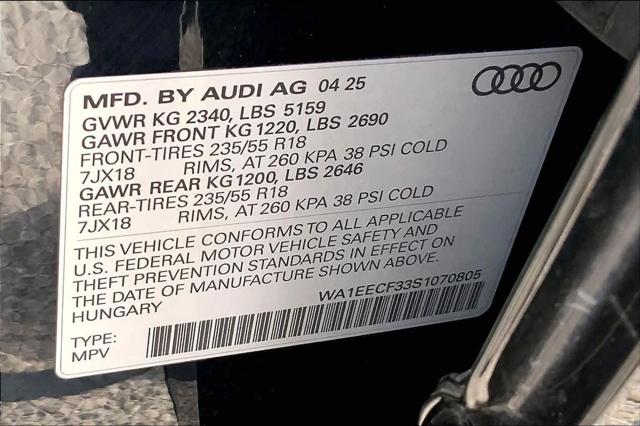 MFD. BY AUDI AG 04 25
GVWR KG 2340, LBS 5159
GAWR FRONT KG 1220, LBS 2690
FRONT-TIRES 235/55 R18
7JX18 RIMS, AT 260 KPA 38 PSI COLD
GAWR REAR KG 1200, LBS 2646
REAR-TIRES 235/55 R18
7JX18 RIMS, AT 260 KPA 38 PSI COLD
THIS VEHICLE CONFORMS TO ALL APPLICABLE
U.S. FEDERAL MOTOR VEHICLE SAFETY AND
THEFT PREVENTION STANDARDS IN EFFECT ON
THE DATE OF MANUFACTURE SHOWN ABOVE.
HUNGARY WA1EECF33S1070805
TYPE:
MPV